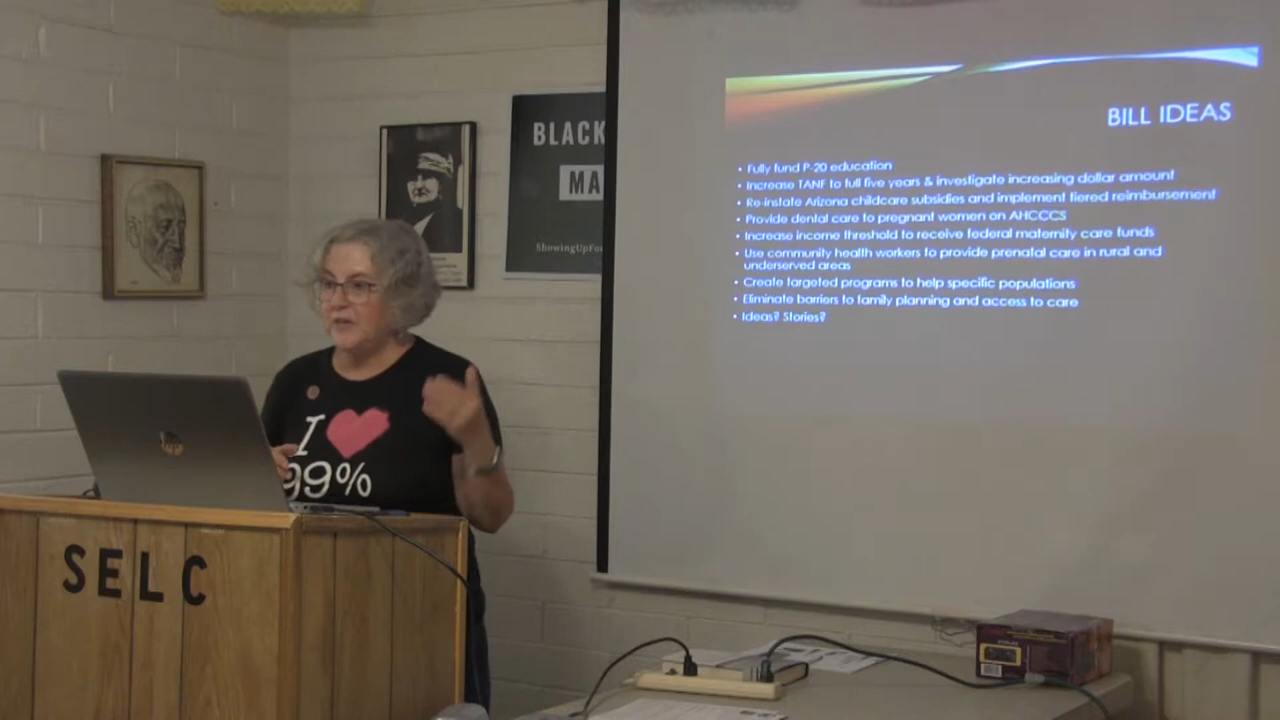 BLACK
MA
ShowingUpFo
BILL IDEAS
• Fully fund P-20 education
• Increase TANF to full five years & investigate increasing dollar amount
• Re-instate Arizona childcare subsidies and implement tiered reimbursement
• Provide dental care to pregnant women on AHCCCS
• Increase income threshold to receive federal maternity care funds
• Use community health workers to provide prenatal care in rural and
underserved areas
• Create targeted programs to help specific populations
• Eliminate barriers to family planning and access to care
• Ideas? Stories?
I
99%
hp
SELC